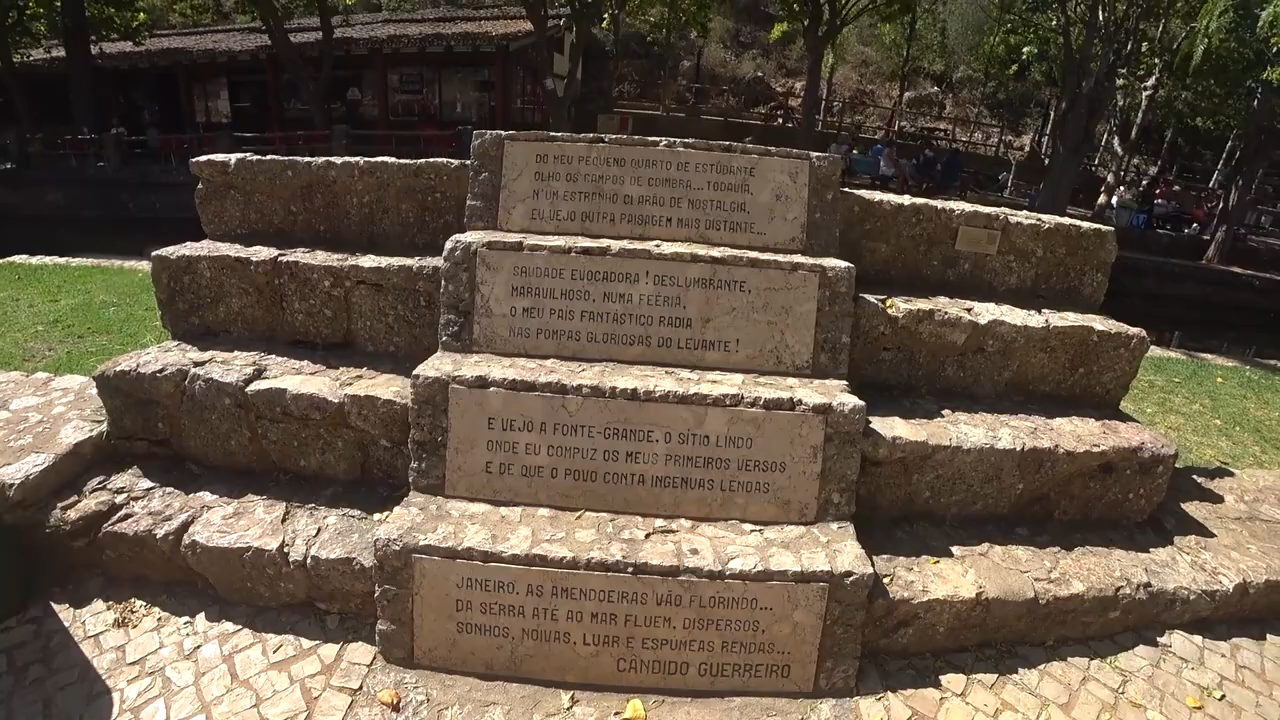 DO MEU PEQUENO QUARTO DE ESTUDANTE
OLHO OS CAMPOS DE COIMBRA... TODAVIA,
N'UM ESTRANHO CLARÃO DE NOSTALGIA,
EU VEJO OUTRA PAISAGEM MAIS DISTANTE...
SAUDADE EVOCADORA! DESLUMBRANTE,
MARAVILHOSO, NUMA FEÉRIA,
O MEU PAÍS FANTÁSTICO RADIA
NAS POMPAS GLORIOSAS DO LEVANTE!
E VEJO A FONTE-GRANDE, O SÍTIO LINDO
ONDE EU COMPUZ OS MEUS PRIMEIROS VERSOS
E DE QUE O POVO CONTA INGENUAS LENDAS
JANEIRO. AS AMENDOEIRAS VÃO FLORINDO...
DA SERRA ATÉ AO MAR FLUEM, DISPERSOS,
SONHOS, NOIVAS, LUAR E ESPÚMEAS RENDAS...
CÂNDIDO GUERREIRO